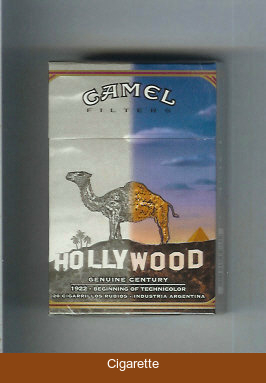 CAMEL
FILTERS
HOLLYWOOD
GENUINE CENTURY
1922 - BEGINNING OF TECHNICOLOR
20 CIGARRILLOS RUBIOS - INDUSTRIA ARGENTINA
Cigarette